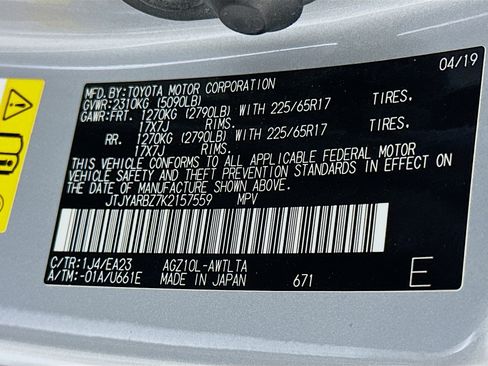 MFD.BY:TOYOTA MOTOR CORPORATION 04/19
GVWR:2310KG (5090LB)
GAWR:FRT. 1270KG (2790LB) WITH 225/65R17 TIRES,
17X7J RIMS.
RR. 1270KG (2790LB) WITH 225/65R17 TIRES,
17X7J RIMS.
THIS VEHICLE CONFORMS TO ALL APPLICABLE FEDERAL MOTOR
VEHICLE SAFETY AND THEFT PREVENTION STANDARDS IN EFFECT ON
THE DATE OF MANUFACTURE SHOWN ABOVE.
JTJYARBZ7K2157559 MPV
C/TR:1J4/EA23 AGZ10L-AWTLTA
A/TM:-01A/U661E MADE IN JAPAN 671 E